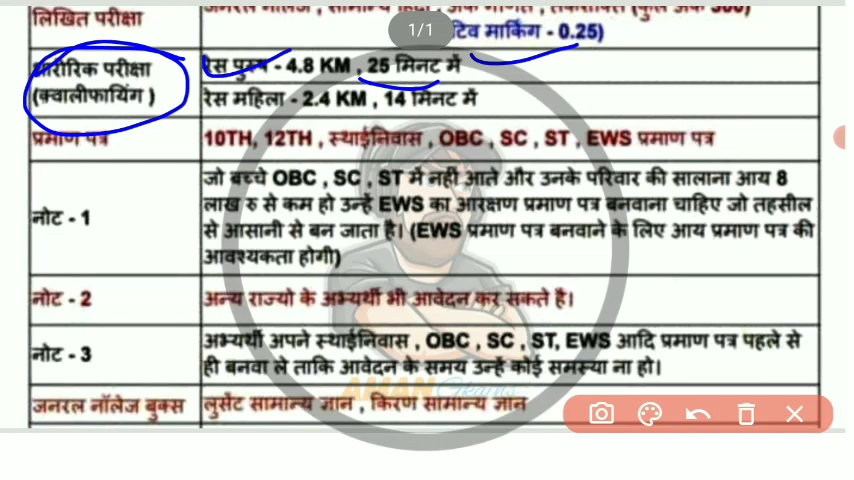 लिखित परीक्षा
1/1
टिव मार्किंग - 0.25)
शारीरिक परीक्षा
(क्वालीफायिंग )
रेस पुरुष - 4.8 KM , 25 मिनट में
रेस महिला - 2.4 KM , 14 मिनट में
प्रमाण पत्र
10TH, 12TH , स्थाईनिवास , OBC , SC , ST , EWS प्रमाण पत्र
नोट - 1
जो बच्चे OBC , SC , ST में नहीं आते और उनके परिवार की सालाना आय 8
लाख रु से कम हो उन्हें EWS का आरक्षण प्रमाण पत्र बनवाना चाहिए जो तहसील
से आसानी से बन जाता है। (EWS प्रमाण पत्र बनवाने के लिए आय प्रमाण पत्र की
आवश्यकता होगी)
नोट - 2
अन्य राज्यो के अभ्यर्थी भी आवेदन कर सकते है।
नोट - 3
अभ्यर्थी अपने स्थाईनिवास , OBC , SC , ST, EWS आदि प्रमाण पत्र पहले से
ही बनवा ले ताकि आवेदन के समय उन्हें कोई समस्या ना हो।
AMAN
जनरल नॉलेज बुक्स
लुसेंट सामान्य ज्ञान , किरण सामान्य ज्ञान